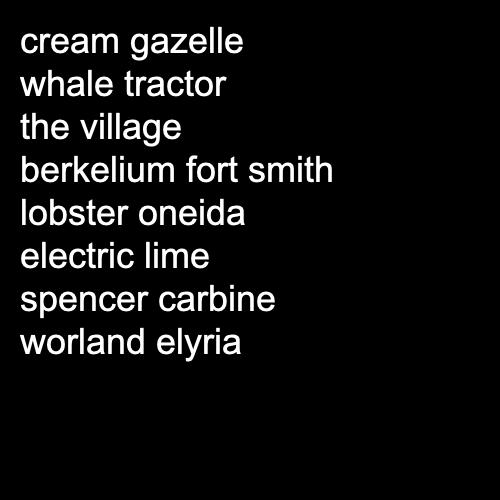 cream gazelle
whale tractor
the village
berkelium fort smith
lobster oneida
electric lime
spencer carbine
worland elyria